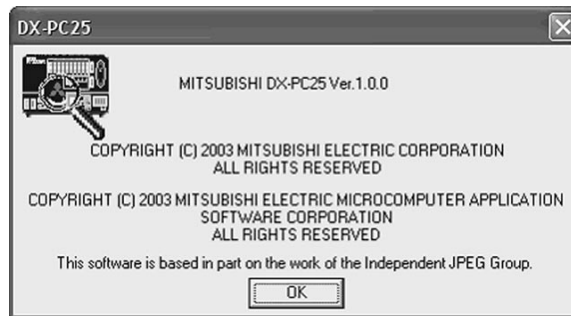 DX-PC25
MITSUBISHI DX-PC25 Ver.1.0.0
COPYRIGHT (C) 2003 MITSUBISHI ELECTRIC CORPORATION
ALL RIGHTS RESERVED
COPYRIGHT (C) 2003 MITSUBISHI ELECTRIC MICROCOMPUTER APPLICATION
SOFTWARE CORPORATION
ALL RIGHTS RESERVED
This software is based in part on the work of the Independent JPEG Group.
OK